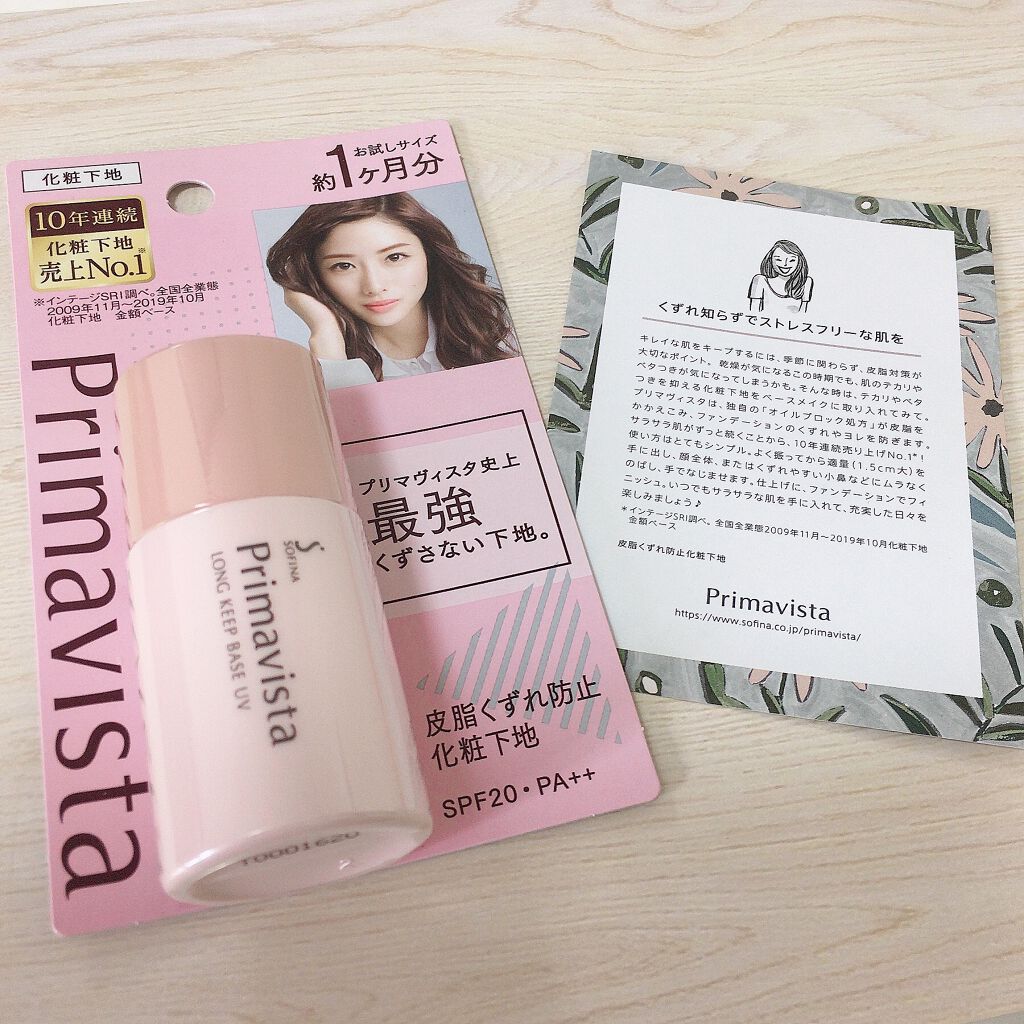 化粧下地
お試しサイズ
約1ヶ月分
10年連続
化粧下地
売上No.1※
※インテージSRI調べ。全国全業態
2009年11月〜2019年10月
化粧下地 金額ベース
Primavista
プリマヴィスタ史上
最強
くずさない下地。
皮脂くずれ防止
化粧下地
SPF20・PA++
SOFINA
Primavista
LONG KEEP BASE UV
T0001620
くずれ知らずでストレスフリーな肌を
キレイな肌をキープするには、季節に関わらず、皮脂対策が
大切なポイント。乾燥が気になるこの時期でも、肌のテカリや
ベタつきが気になってしまうかも。そんな時は、テカリやベタ
つきを抑える化粧下地をベースメイクに取り入れてみて。
プリマヴィスタは、独自の「オイルブロック処方」が皮脂を
かかえこみ、ファンデーションのくずれやヨレを防ぎます。
サラサラ肌がずっと続くことから、10年連続売り上げNo.1*！
使い方はとてもシンプル。よく振ってから適量（1.5cm大）を
手に出し、顔全体、またはくずれやすい小鼻などにムラなく
のばし、手でなじませます。仕上げに、ファンデーションでフィ
ニッシュ。いつでもサラサラな肌を手に入れて、充実した日々を
楽しみましょう♪
*インテージSRI調べ。全国全業態2009年11月〜2019年10月化粧下地
金額ベース
皮脂くずれ防止化粧下地
Primavista
https://www.sofina.co.jp/primavista/